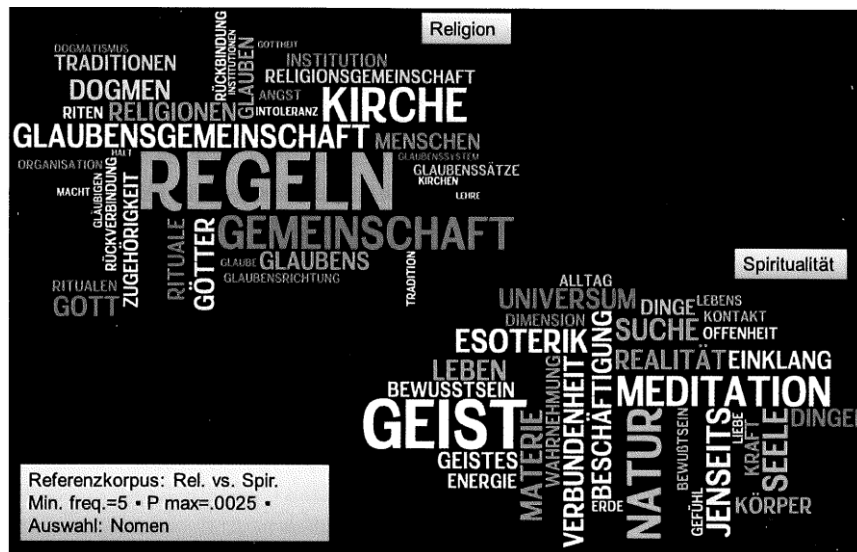 Religion
DOGMATISMUS
TRADITIONEN
DOGMEN
RITEN
RELIGIONEN
RÜCKBINDUNG
INSTITUTIONEN
GLAUBEN
GOTTHEIT
INSTITUTION
RELIGIONSGEMEINSCHAFT
ANGST
INTOLERANZ
KIRCHE
GLAUBENSGEMEINSCHAFT
MENSCHEN
HALT
ORGANISATION
REGELN
GLAUBENSSYSTEM
GLAUBENSSÄTZE
KIRCHEN
LEHRE
MACHT
GLÄUBIGEN
RÜCKVERBINDUNG
ZUGEHÖRIGKEIT
RITUALE
GÖTTER
GEMEINSCHAFT
GLAUBE
GLAUBENS
GLAUBENSRICHTUNG
TRADITION
RITUALEN
GOTT
Spiritualität
ALLTAG
UNIVERSUM
DINGE
LEBENS
DIMENSION
KONTAKT
SUCHE
OFFENHEIT
ESOTERIK
BESCHÄFTIGUNG
REALITÄT
EINKLANG
LEBEN
BEWUSSTSEIN
WAHRNEHMUNG
VERBUNDENHEIT
MEDITATION
GEIST
MATERIE
NATUR
BEWUßTSEIN
JENSEITS
LIEBE
KRAFT
SEELE
DINGEN
GEISTES
ENERGIE
ERDE
GEFÜHL
KÖRPER
Referenzkorpus: Rel. vs. Spir.
Min. freq.=5 ▪ P max=.0025 ▪
Auswahl: Nomen